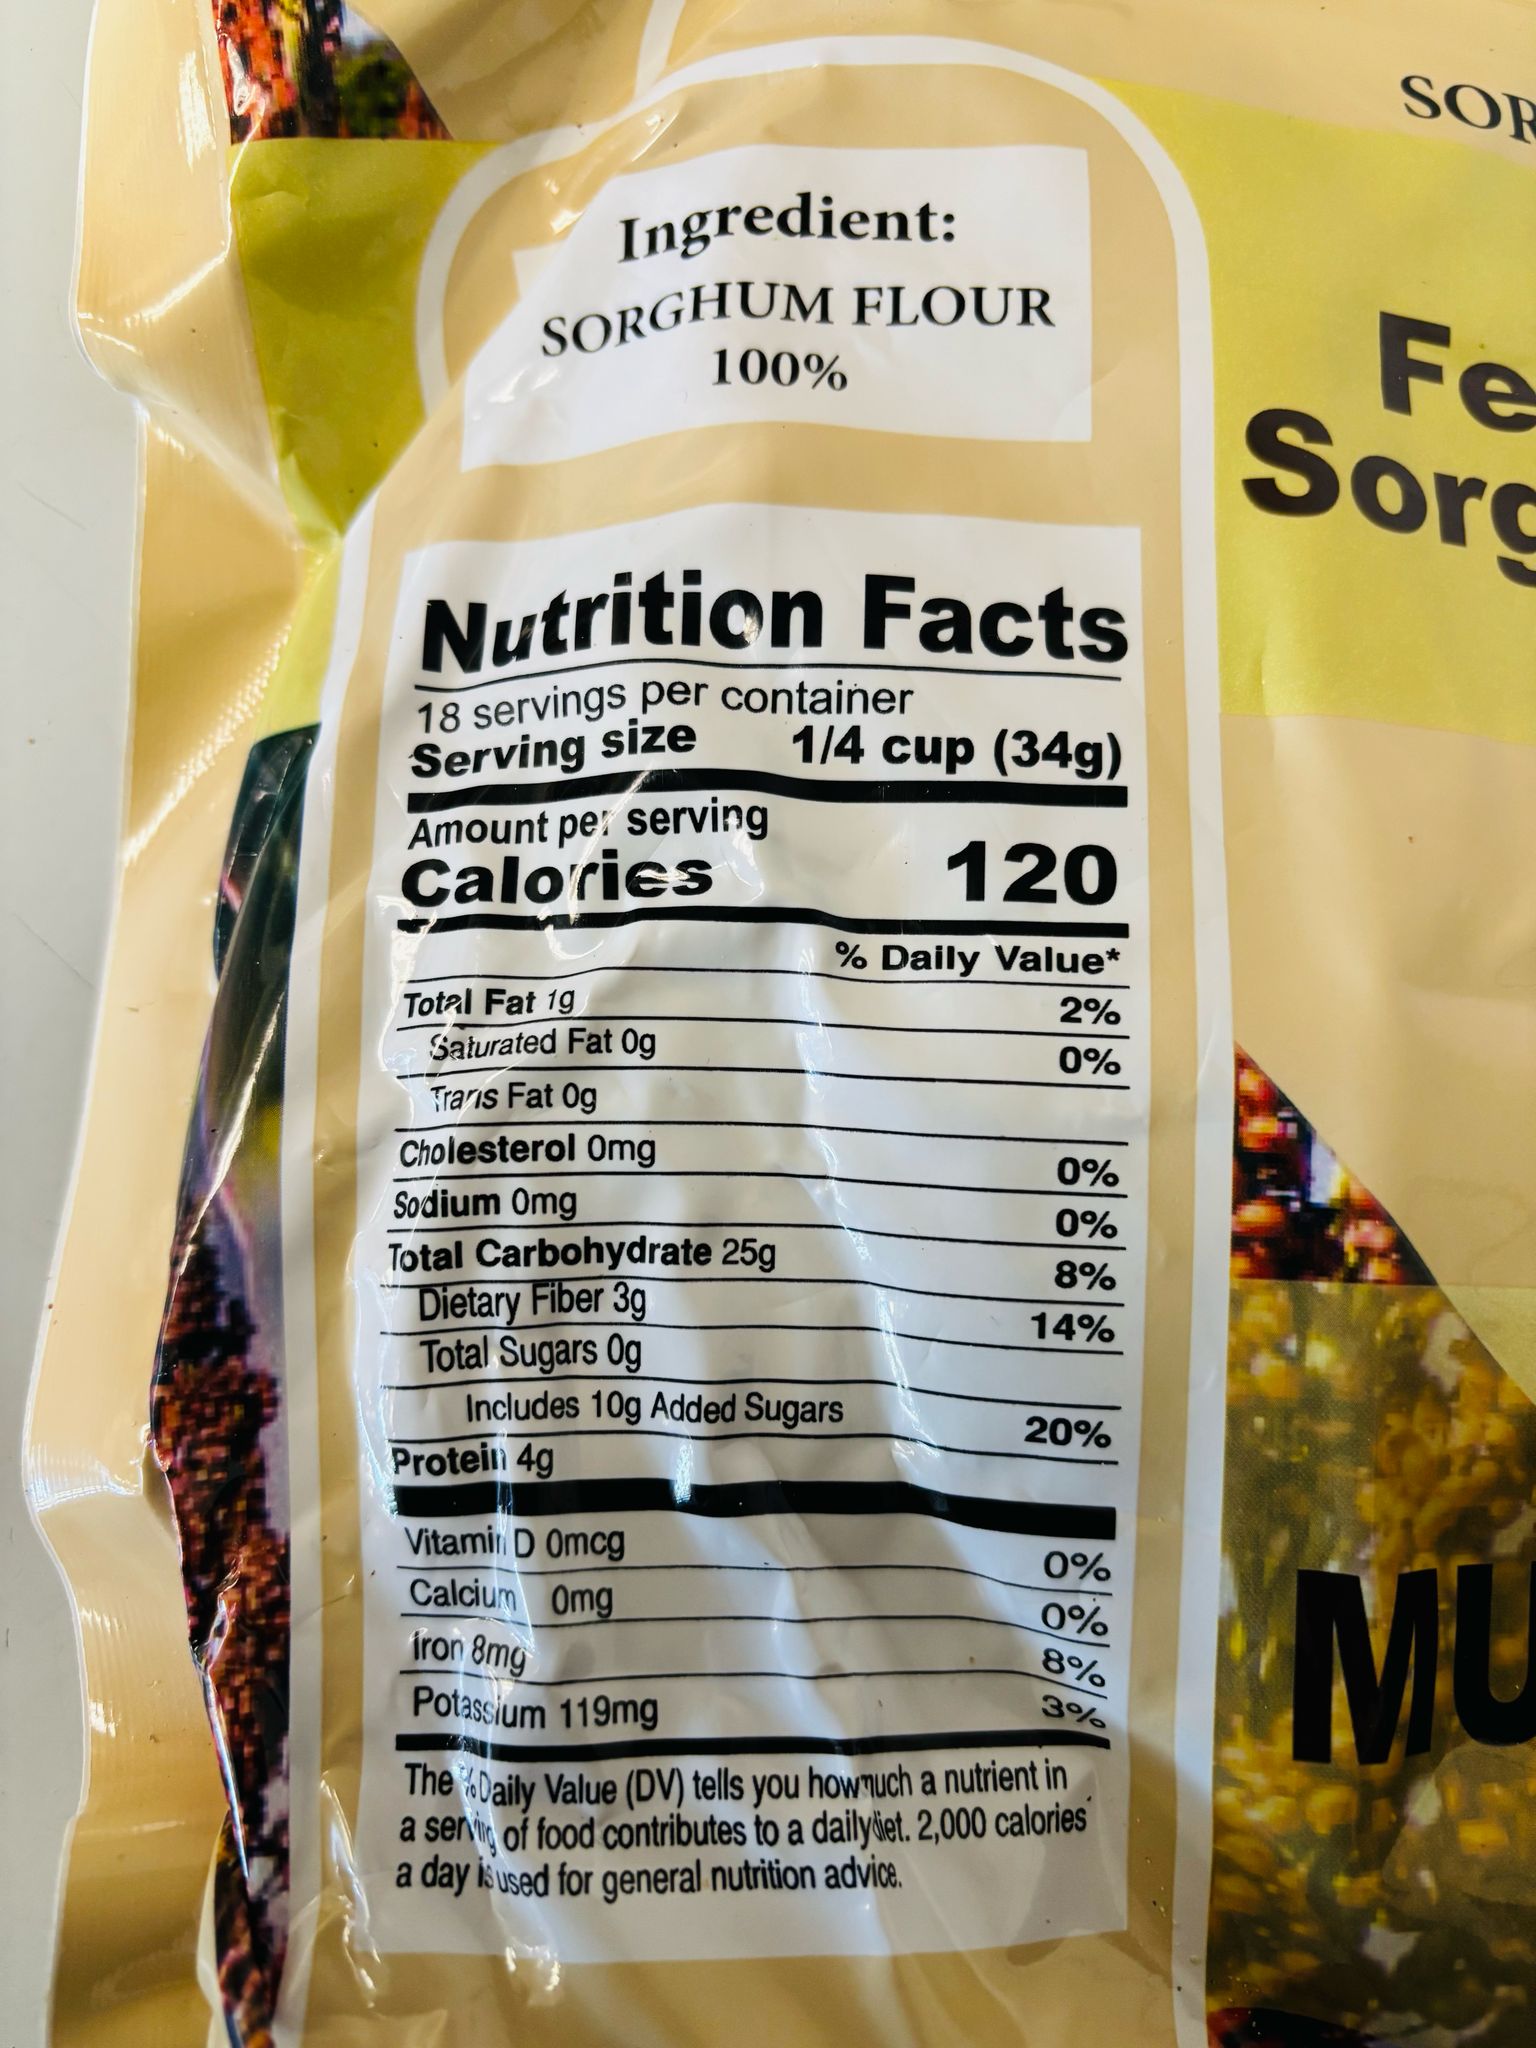 Ingredient:
SORGHUM FLOUR
100%
Nutrition Facts
18 servings per container
Serving size 1/4 cup (34g)
Amount per serving
Calories 120
% Daily Value*
Total Fat 1g 2%
Saturated Fat 0g 0%
Trans Fat 0g
Cholesterol 0mg 0%
Sodium 0mg 0%
Total Carbohydrate 25g 8%
Dietary Fiber 3g 14%
Total Sugars 0g
Includes 10g Added Sugars 20%
Protein 4g
Vitamin D 0mcg 0%
Calcium 0mg 0%
Iron 8mg 8%
Potassium 119mg 3%
The % Daily Value (DV) tells you how much a nutrient in
a serving of food contributes to a daily diet. 2,000 calories
a day is used for general nutrition advice.
SOR
Fe
Sorg
MU